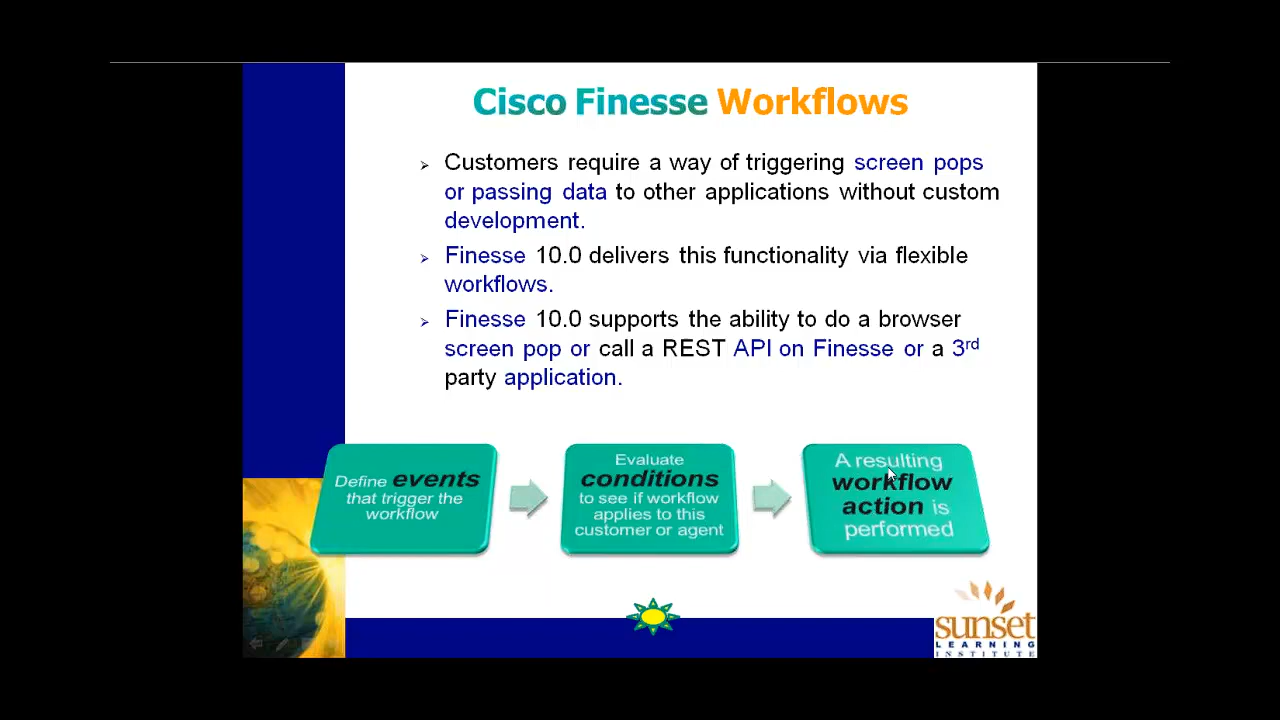 Cisco Finesse Workflows
Customers require a way of triggering screen pops
or passing data to other applications without custom
development.
Finesse 10.0 delivers this functionality via flexible
workflows.
Finesse 10.0 supports the ability to do a browser
screen pop or call a REST API on Finesse or a 3rd
party application.
Define events
that trigger the
workflow
Evaluate
conditions
to see if workflow
applies to this
customer or agent
A resulting
workflow
action is
performed
sunset
LEARNING
INSTITUTE